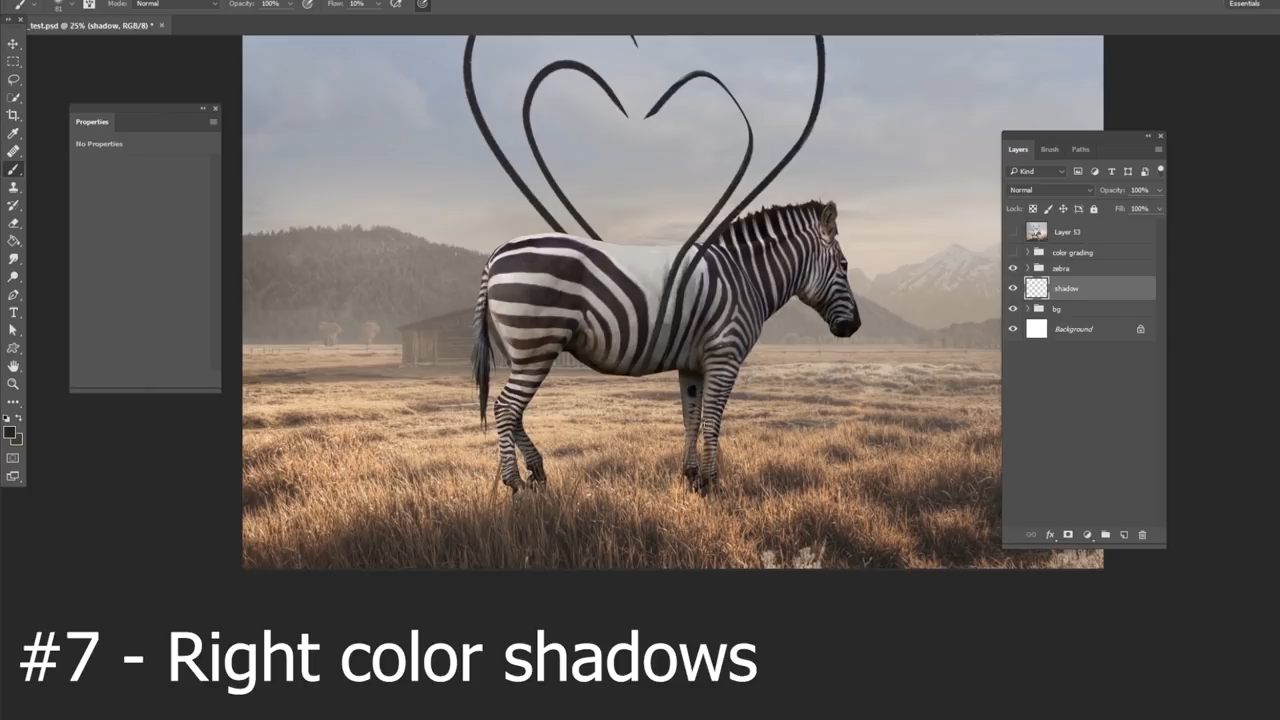 Mode: Normal Opacity: 100% Flow: 10% Essentials
_test.psd @ 25% (shadow, RGB/8) * ×
Properties
No Properties
Layers Brush Paths
Kind
Normal Opacity: 100%
Lock: Fill: 100%
Layer 53
color grading
zebra
shadow
bg
Background
fx
#7 - Right color shadows